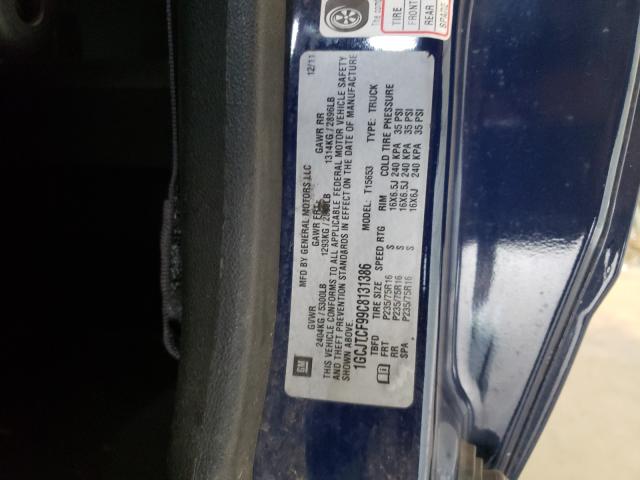 MFD BY GENERAL MOTORS LLC 12/11
GVWR GAWR FRT GAWR RR
2404KG/5300LB 1293KG/ 1314KG/2896LB
THIS VEHICLE CONFORMS TO ALL APPLICABLE FEDERAL MOTOR VEHICLE SAFETY
AND THEFT PREVENTION STANDARDS IN EFFECT ON THE DATE OF MANUFACTURE
SHOWN ABOVE.
GM
1GCJTCF99C8131386 MODEL: T15653 TYPE: TRUCK
TBFD TIRE SIZE SPEED RTG RIM COLD TIRE PRESSURE
FRT P235/75R16 S 16X6.5J 240 KPA 35 PSI
RR P235/75R16 S 16X6.5J 240 KPA 35 PSI
SPA P235/75R16 S 16X6J 240 KPA 35 PSI
TIRE
FRONT
REAR
SPARE